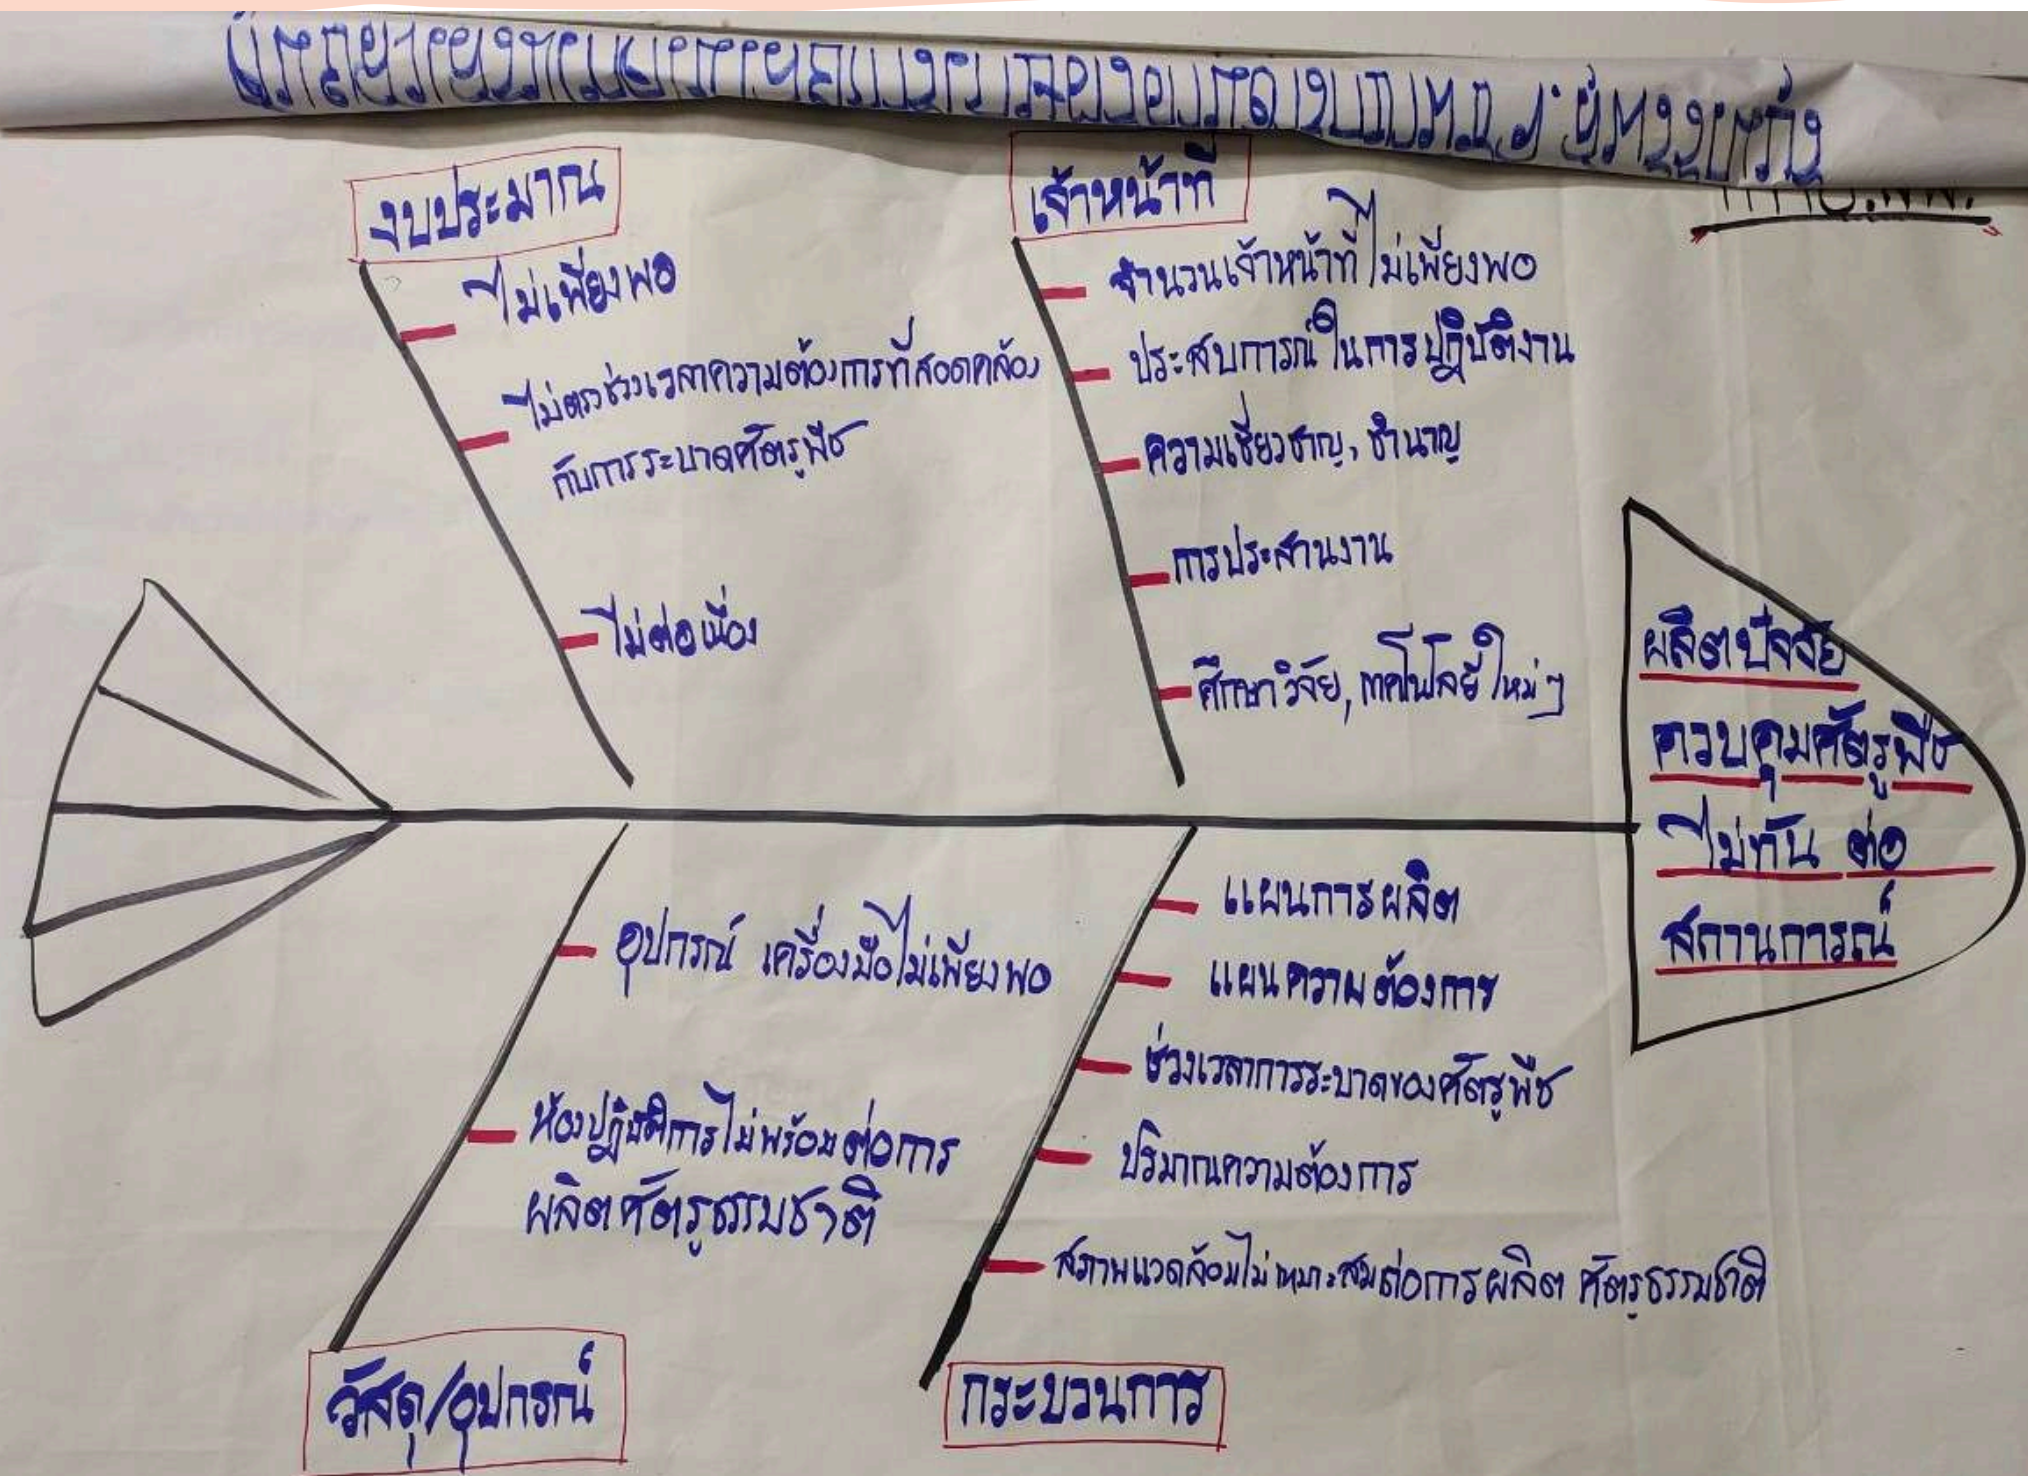 งบประมาณ
ไม่เพียงพอ
ไม่ตรงช่วงเวลาความต้องการที่สอดคล้อง
กับการระบาดศัตรูพืช
ไม่ต่อเนื่อง
เจ้าหน้าที่
จำนวนเจ้าหน้าที่ไม่เพียงพอ
ประสบการณ์ในการปฏิบัติงาน
ความเชี่ยวชาญ, ชำนาญ
การประสานงาน
ศึกษาวิจัย, เทคโนโลยีใหม่ๆ
ผลิตปัจจัย
ควบคุมศัตรูพืช
ไม่ทัน ต่อ
สถานการณ์
อุปกรณ์ เครื่องมือไม่เพียงพอ
ห้องปฏิบัติการไม่พร้อมต่อการ
ผลิตศัตรูธรรมชาติ
วัสดุ/อุปกรณ์
แผนการผลิต
แผนความต้องการ
ช่วงเวลาการระบาดของศัตรูพืช
ปริมาณความต้องการ
สภาพแวดล้อมไม่เหมาะสมต่อการผลิต ศัตรูธรรมชาติ
กระบวนการ